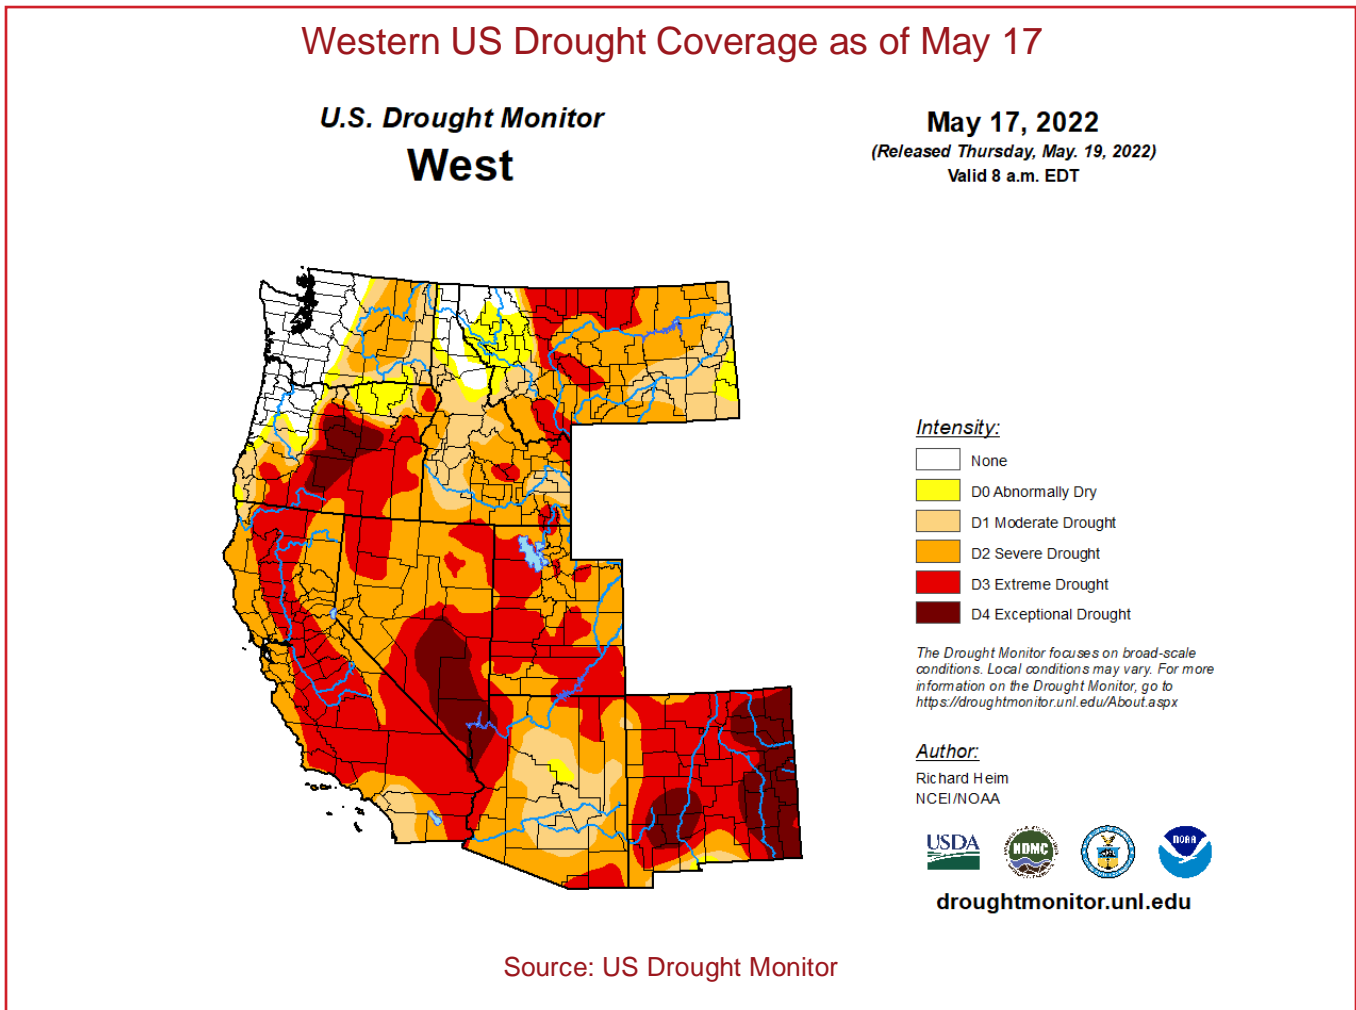 Western US Drought Coverage as of May 17
U.S. Drought Monitor
West
May 17, 2022
(Released Thursday, May. 19, 2022)
Valid 8 a.m. EDT
Intensity:
None
D0 Abnormally Dry
D1 Moderate Drought
D2 Severe Drought
D3 Extreme Drought
D4 Exceptional Drought
The Drought Monitor focuses on broad-scale
conditions. Local conditions may vary. For more
information on the Drought Monitor, go to
https://droughtmonitor.unl.edu/About.aspx
Author:
Richard Heim
NCEI/NOAA
USDA
NDMC
NOAA
droughtmonitor.unl.edu
Source: US Drought Monitor